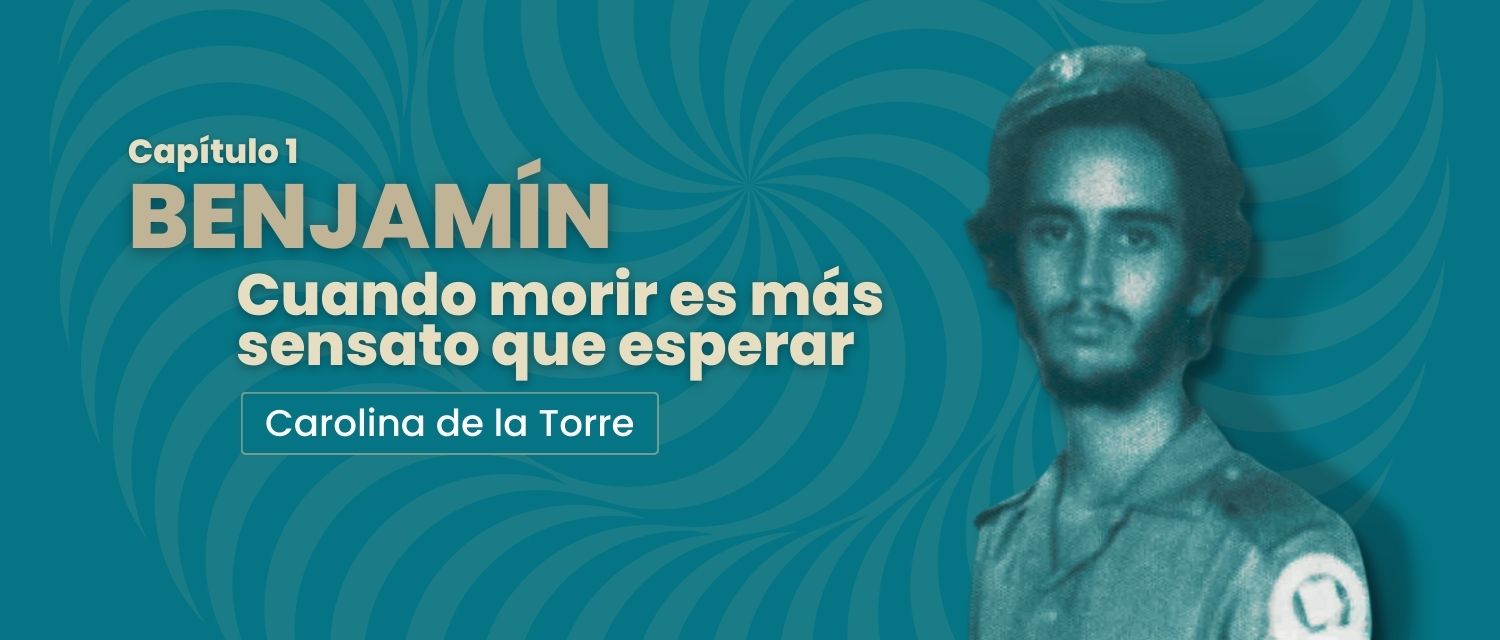 Capítulo 1
BENJAMÍN
Cuando morir es más
sensato que esperar
Carolina de la Torre